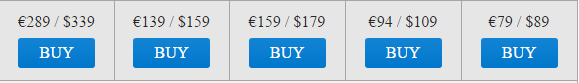 €289 / $339 €139 / $159 €159 / $179 €94 / $109 €79 / $89
BUY BUY BUY BUY BUY